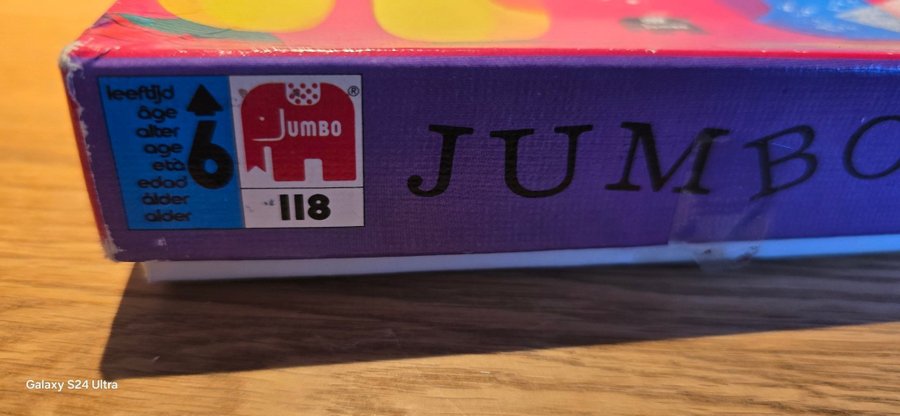 leeftijd
âge
alter
age
età
edad
ålder
alder
6
JUMBO®
118
JUMBO
Galaxy S24 Ultra